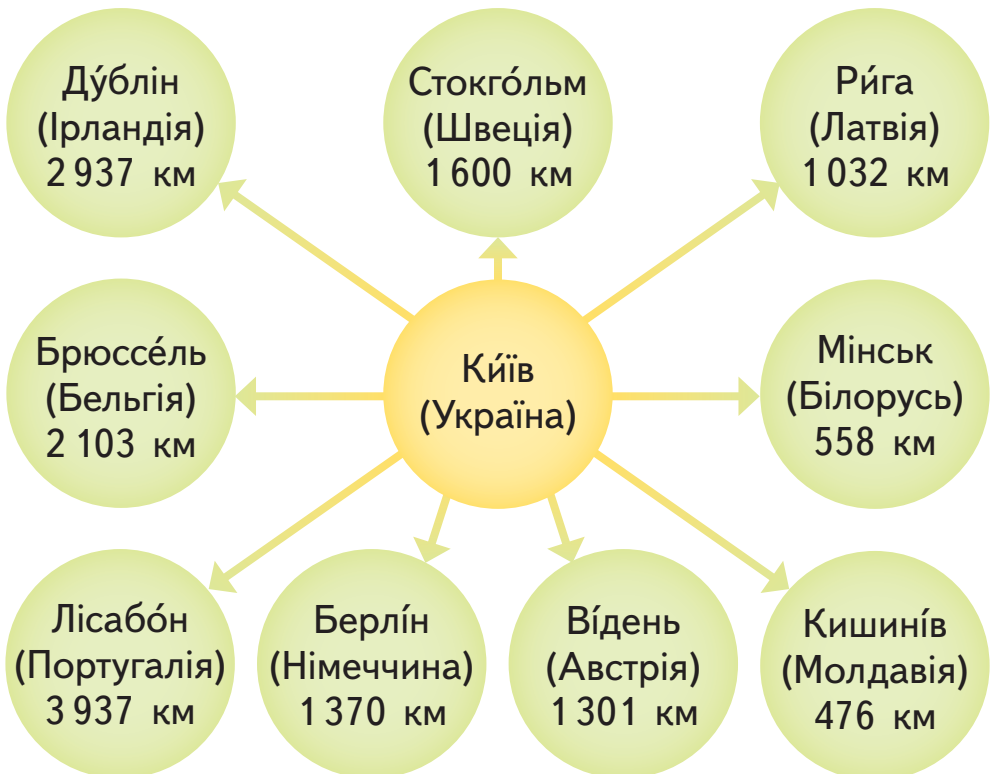 Ду́блін
(Ірландія)
2 937 км
Стокго́льм
(Швеція)
1 600 км
Ри́га
(Латвія)
1 032 км
Брюссе́ль
(Бельгія)
2 103 км
Ки́їв
(Україна)
Мінськ
(Білорусь)
558 км
Лісабо́н
(Португалія)
3 937 км
Берлі́н
(Німеччина)
1 370 км
Ві́день
(Австрія)
1 301 км
Кишині́в
(Молдавія)
476 км